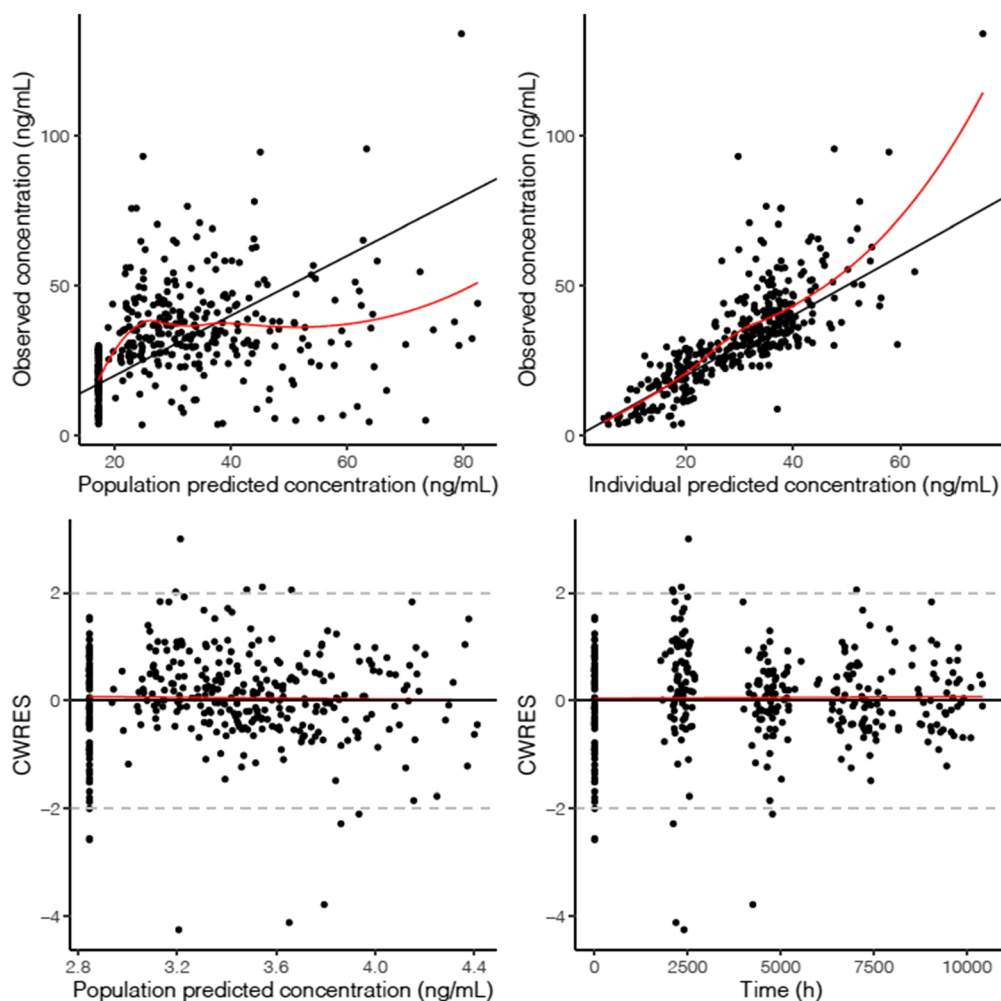 Observed concentration (ng/mL)
100
50
0
20 40 60 80
Population predicted concentration (ng/mL)
Observed concentration (ng/mL)
100
50
0
20 40 60
Individual predicted concentration (ng/mL)
CWRES
2
0
−2
−4
2.8 3.2 3.6 4.0 4.4
Population predicted concentration (ng/mL)
CWRES
2
0
−2
−4
0 2500 5000 7500 10000
Time (h)